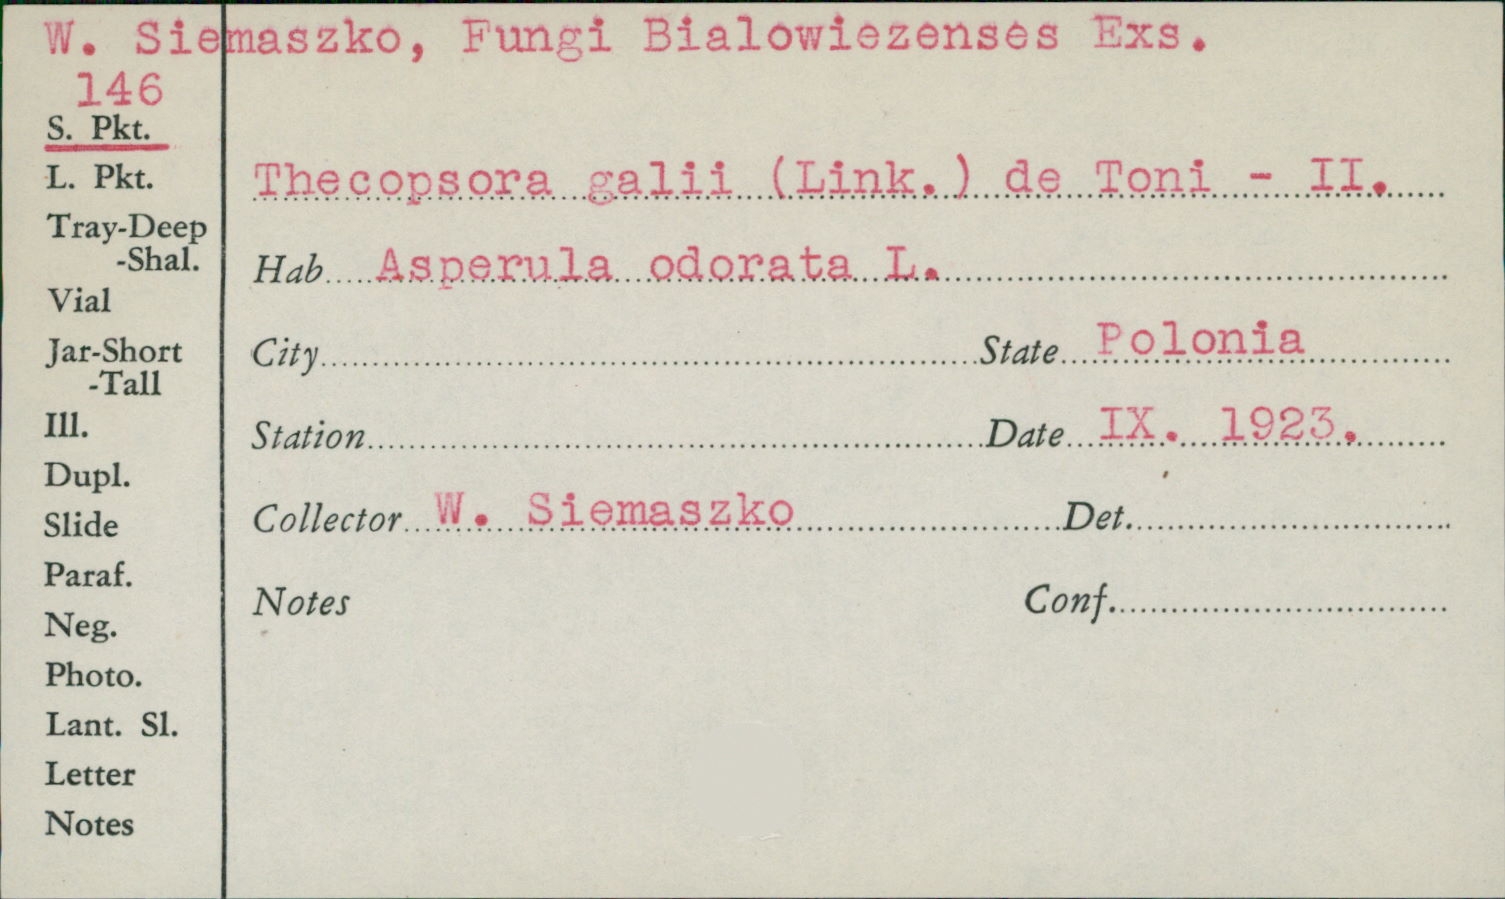 W. Siemaszko, Fungi Bialowiezenses Exs.
146
S. Pkt.
L. Pkt.
Tray-Deep
-Shal.
Vial
Jar-Short
-Tall
Ill.
Dupl.
Slide
Paraf.
Neg.
Photo.
Lant. Sl.
Letter
Notes
Thecopsora galii (Link.) de Toni - II.
Hab Asperula odorata L.
City State Polonia
Station Date IX. 1923.
Collector W. Siemaszko Det.
Notes Conf.